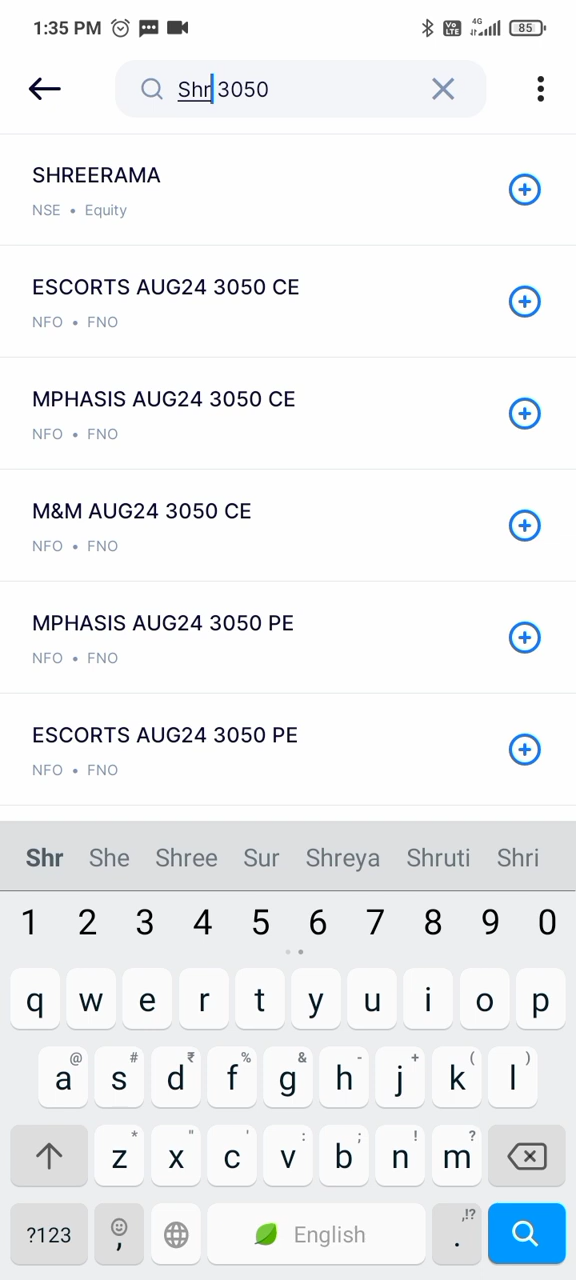 1:35 PM
Vo LTE 4G 85
Shr 3050
SHREERAMA
NSE • Equity
ESCORTS AUG24 3050 CE
NFO • FNO
MPHASIS AUG24 3050 CE
NFO • FNO
M&M AUG24 3050 CE
NFO • FNO
MPHASIS AUG24 3050 PE
NFO • FNO
ESCORTS AUG24 3050 PE
NFO • FNO
Shr She Shree Sur Shreya Shruti Shri
1 2 3 4 5 6 7 8 9 0
q w e r t y u i o p
@ # ₹ % & - + ( )
a s d f g h j k l
* " ' : ; ! ?
z x c v b n m
?123 , English ,!? .